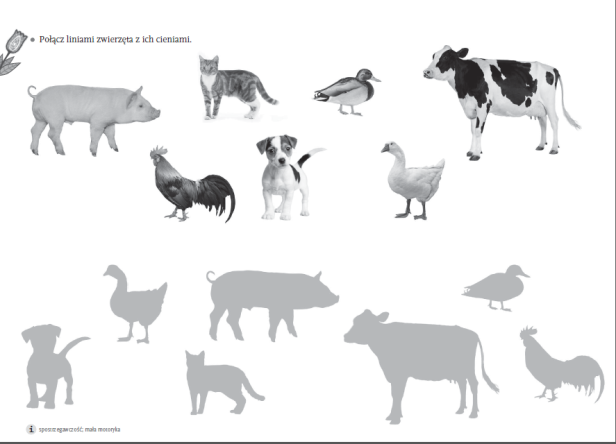 Połącz liniami zwierzęta z ich cieniami.
i spostrzegawczość; mała motoryka